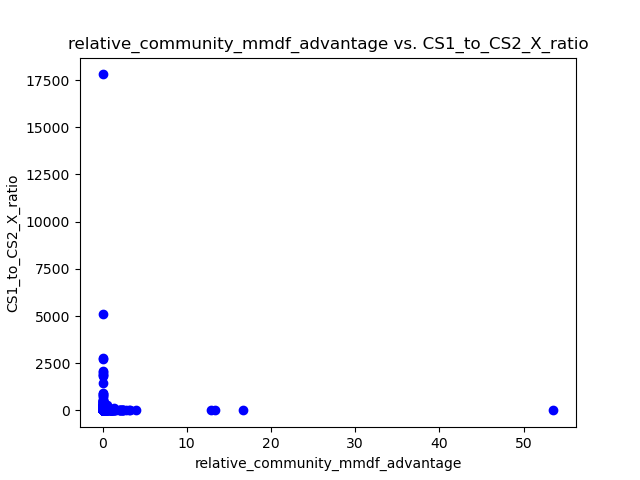 relative_community_mmdf_advantage vs. CS1_to_CS2_X_ratio
17500
15000
12500
10000
7500
5000
2500
0
CS1_to_CS2_X_ratio
0 10 20 30 40 50
relative_community_mmdf_advantage